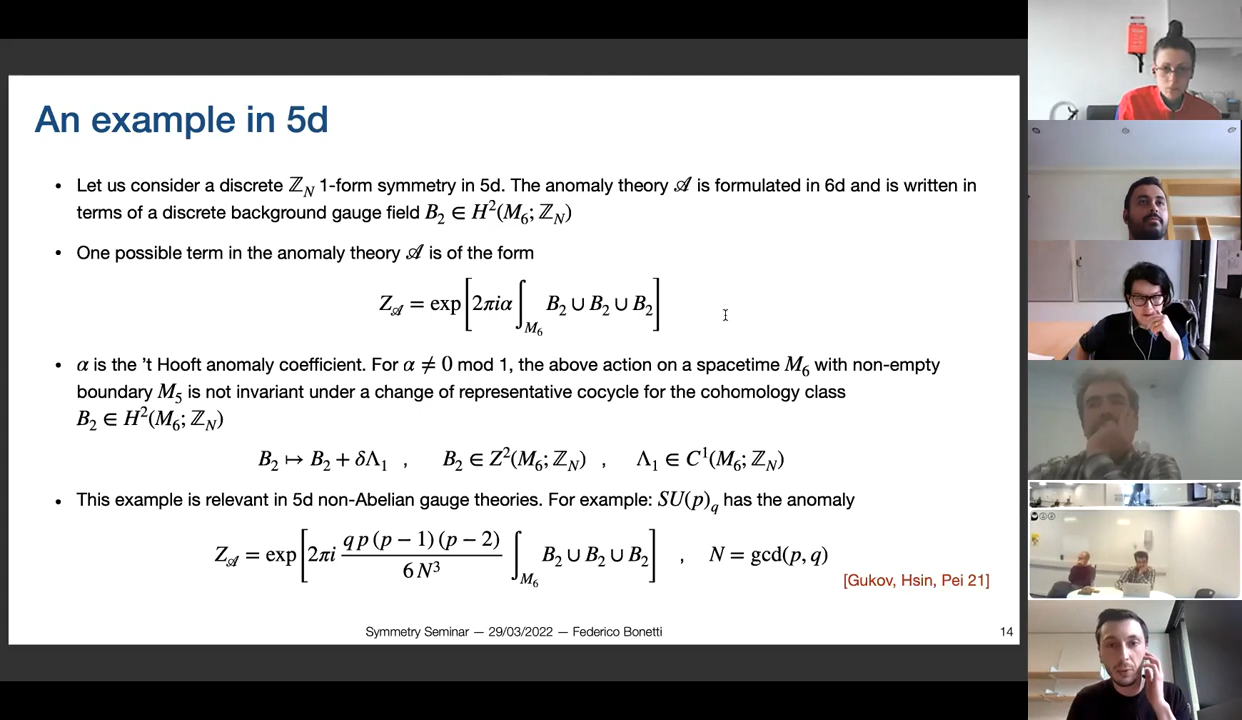 An example in 5d
• Let us consider a discrete ℤ_N 1-form symmetry in 5d. The anomaly theory 𝒜 is formulated in 6d and is written in
terms of a discrete background gauge field B_2 ∈ H^2(M_6; ℤ_N)
• One possible term in the anomaly theory 𝒜 is of the form
Z_𝒜 = exp[2πiα ∫_{M_6} B_2 ∪ B_2 ∪ B_2]
• α is the 't Hooft anomaly coefficient. For α ≠ 0 mod 1, the above action on a spacetime M_6 with non-empty
boundary M_5 is not invariant under a change of representative cocycle for the cohomology class
B_2 ∈ H^2(M_6; ℤ_N)
B_2 ↦ B_2 + δΛ_1 , B_2 ∈ Z^2(M_6; ℤ_N) , Λ_1 ∈ C^1(M_6; ℤ_N)
• This example is relevant in 5d non-Abelian gauge theories. For example: SU(p)_q has the anomaly
Z_𝒜 = exp[2πi \frac{q p (p − 1) (p − 2)}{6 N^3} ∫_{M_6} B_2 ∪ B_2 ∪ B_2] , N = gcd(p, q)
[Gukov, Hsin, Pei 21]
Symmetry Seminar — 29/03/2022 — Federico Bonetti
14